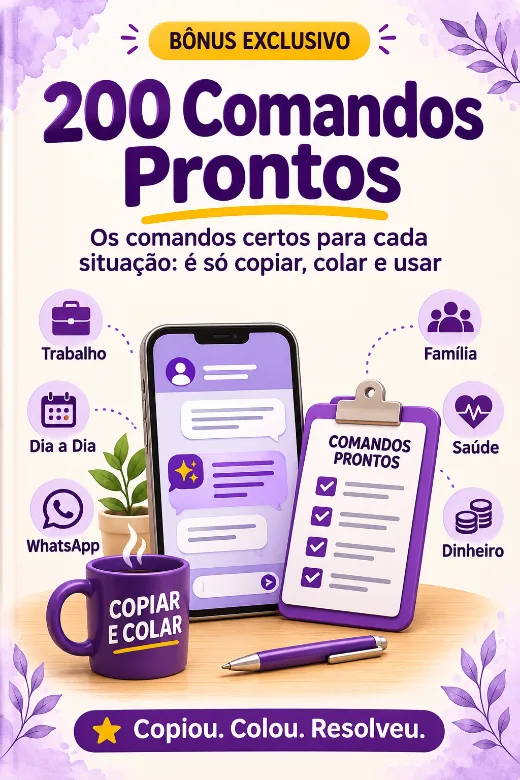 BÔNUS EXCLUSIVO
200 Comandos
Prontos
Os comandos certos para cada
situação: é só copiar, colar e usar
Trabalho
Família
Dia a Dia
Saúde
WhatsApp
Dinheiro
COMANDOS
PRONTOS
COPIAR
E COLAR
Copiou. Colou. Resolveu.